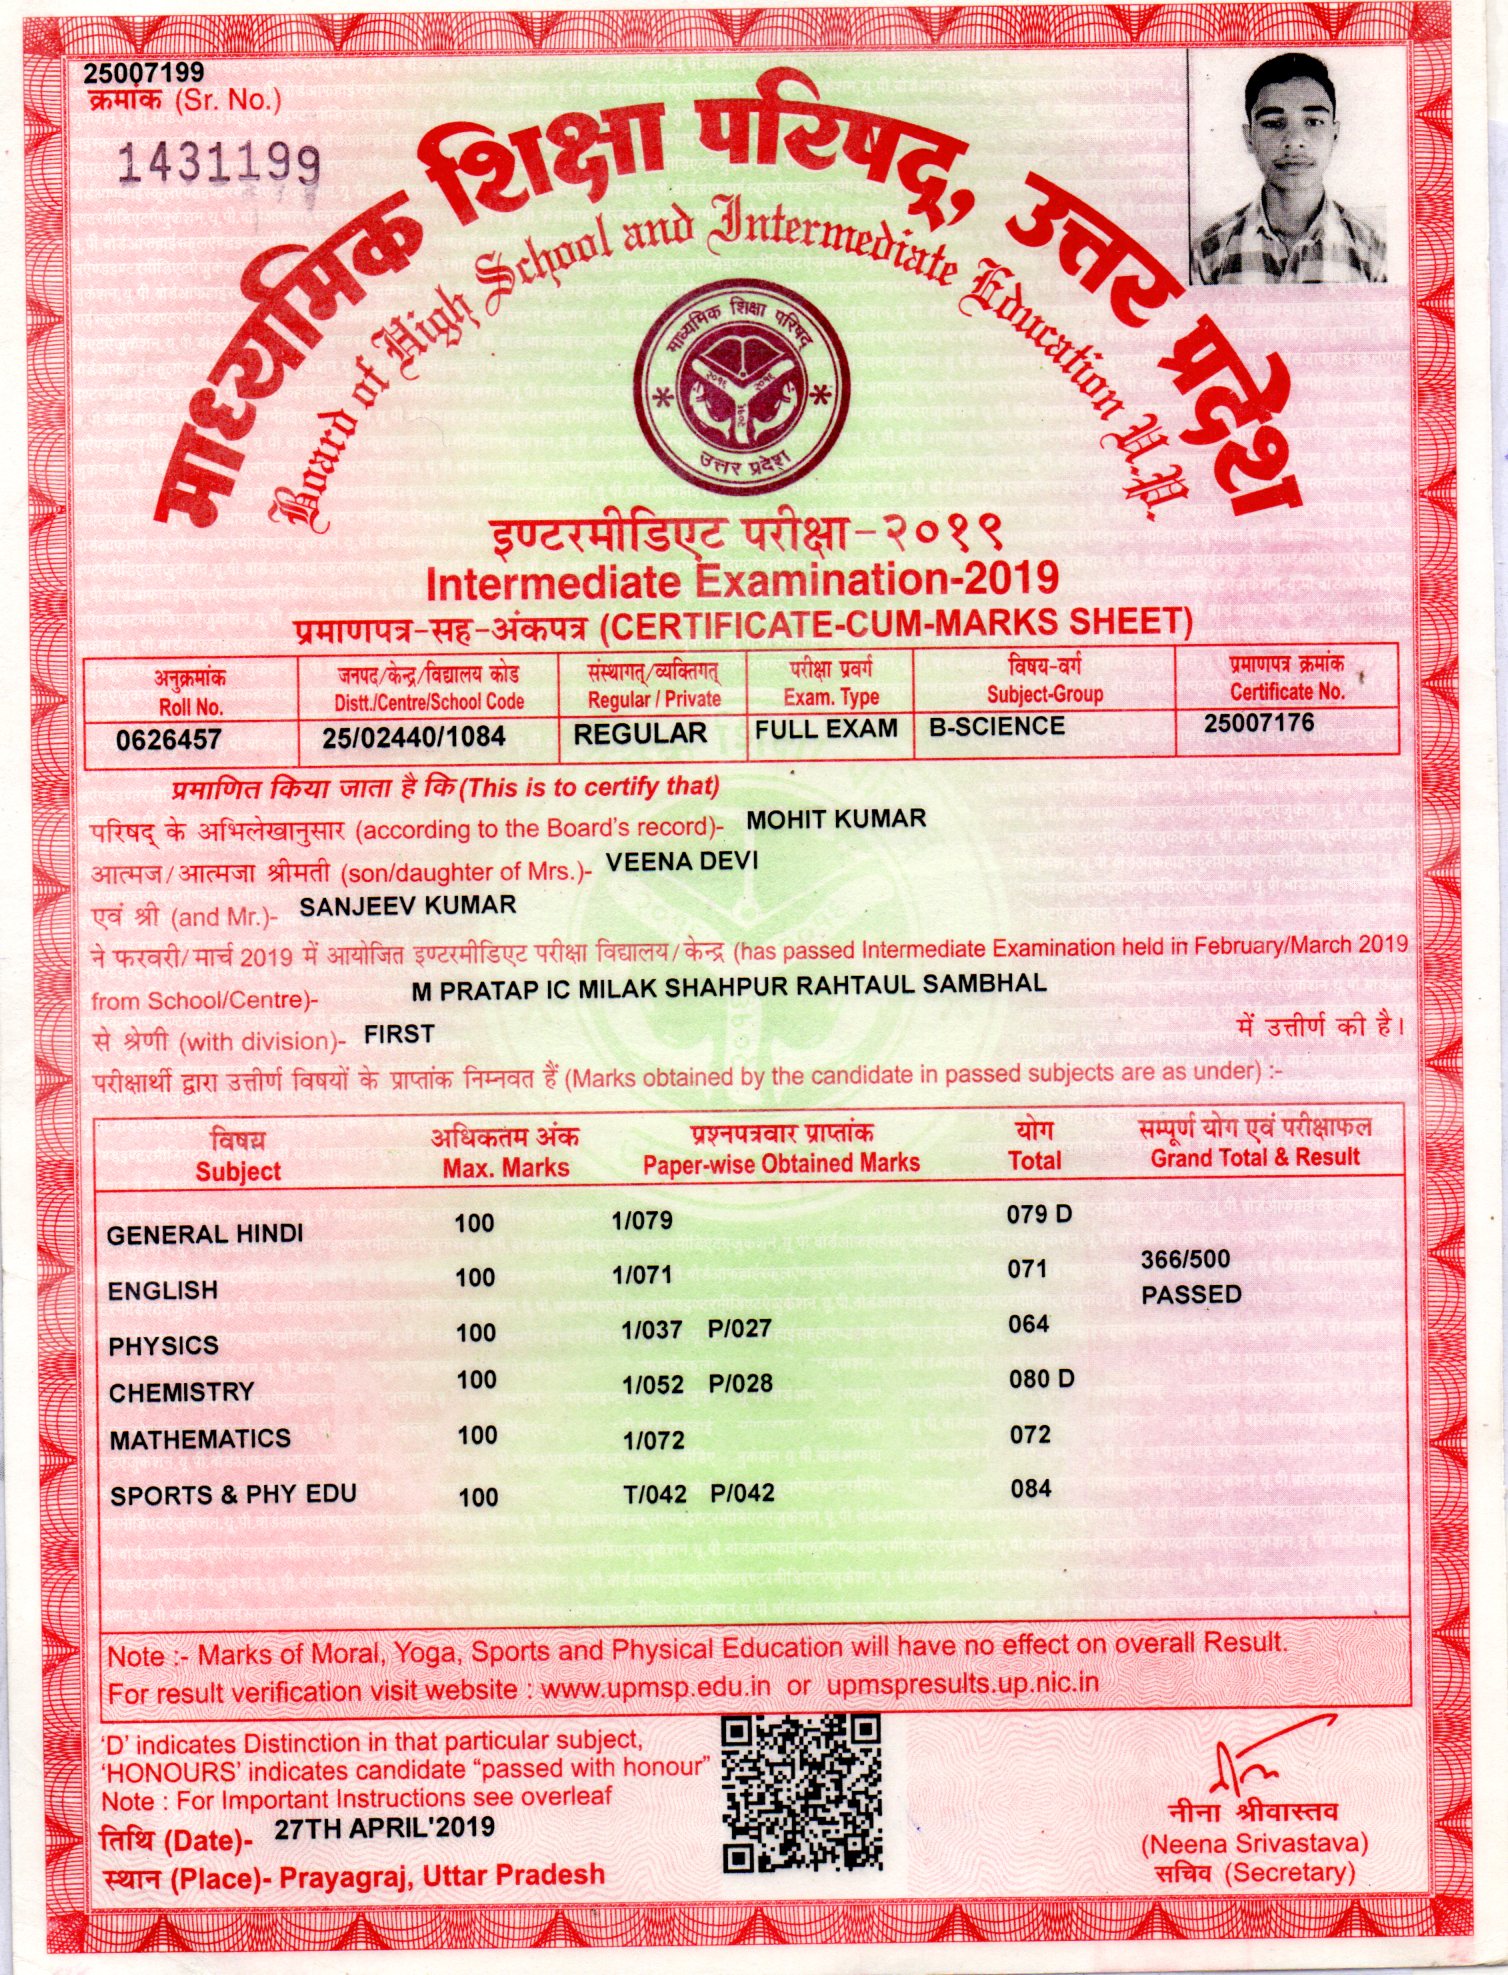 25007199
क्रमांक (Sr. No.)
1431199
माध्यमिक शिक्षा परिषद्, उत्तर प्रदेश
Board of High School and Intermediate Education U.P.
माध्यमिक शिक्षा परिषद्
२०१६ २०१६
२०१६
उत्तर प्रदेश
इण्टरमीडिएट परीक्षा-२०१९
Intermediate Examination-2019
प्रमाणपत्र-सह-अंकपत्र (CERTIFICATE-CUM-MARKS SHEET)
अनुक्रमांक जनपद/केन्द्र/विद्यालय कोड संस्थागत्/व्यक्तिगत् परीक्षा प्रवर्ग विषय-वर्ग प्रमाणपत्र क्रमांक
Roll No. Distt./Centre/School Code Regular / Private Exam. Type Subject-Group Certificate No.
0626457 25/02440/1084 REGULAR FULL EXAM B-SCIENCE 25007176
प्रमाणित किया जाता है कि (This is to certify that)
परिषद् के अभिलेखानुसार (according to the Board's record)- MOHIT KUMAR
आत्मज/आत्मजा श्रीमती (son/daughter of Mrs.)- VEENA DEVI
एवं श्री (and Mr.)- SANJEEV KUMAR
ने फरवरी/मार्च 2019 में आयोजित इण्टरमीडिएट परीक्षा विद्यालय/केन्द्र (has passed Intermediate Examination held in February/March 2019
from School/Centre)- M PRATAP IC MILAK SHAHPUR RAHTAUL SAMBHAL
से श्रेणी (with division)- FIRST में उत्तीर्ण की है।
परीक्षार्थी द्वारा उत्तीर्ण विषयों के प्राप्तांक निम्नवत हैं (Marks obtained by the candidate in passed subjects are as under) :-
विषय अधिकतम अंक प्रश्नपत्रवार प्राप्तांक योग सम्पूर्ण योग एवं परीक्षाफल
Subject Max. Marks Paper-wise Obtained Marks Total Grand Total & Result
GENERAL HINDI 100 1/079 079 D
ENGLISH 100 1/071 071 366/500
PASSED
PHYSICS 100 1/037 P/027 064
CHEMISTRY 100 1/052 P/028 080 D
MATHEMATICS 100 1/072 072
SPORTS & PHY EDU 100 T/042 P/042 084
Note :- Marks of Moral, Yoga, Sports and Physical Education will have no effect on overall Result.
For result verification visit website : www.upmsp.edu.in or upmspresults.up.nic.in
'D' indicates Distinction in that particular subject,
'HONOURS' indicates candidate "passed with honour"
Note : For Important Instructions see overleaf
तिथि (Date)- 27TH APRIL'2019
स्थान (Place)- Prayagraj, Uttar Pradesh
नीना श्रीवास्तव
(Neena Srivastava)
सचिव (Secretary)